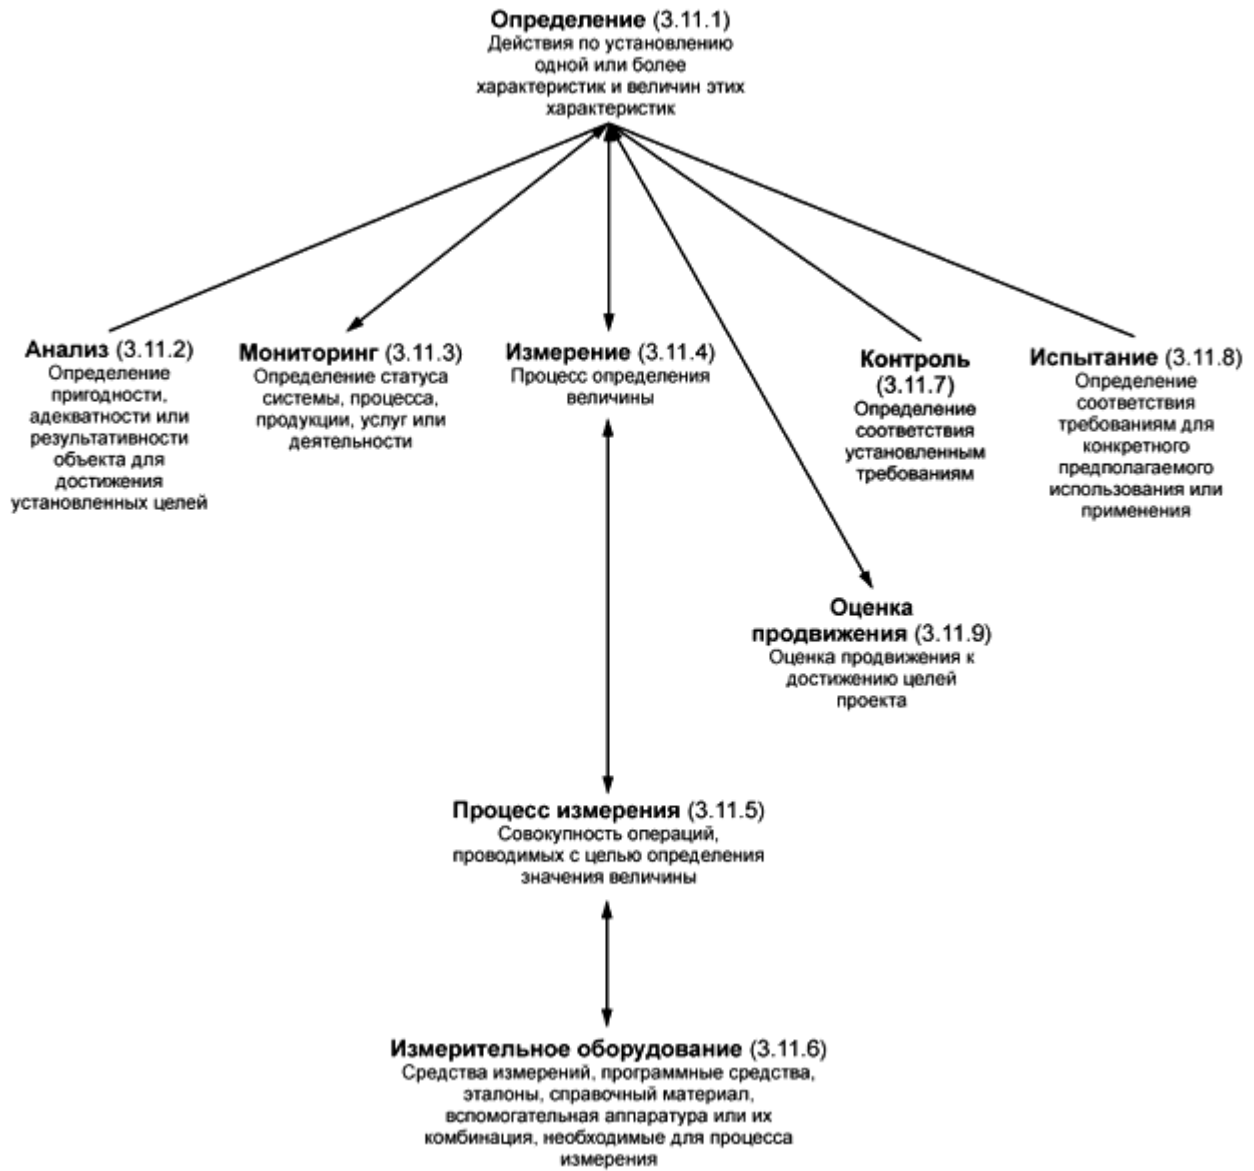 Определение (3.11.1)
Действия по установлению
одной или более
характеристик и величин этих
характеристик
Анализ (3.11.2)
Определение
пригодности,
адекватности или
результативности
объекта для
достижения
установленных целей
Мониторинг (3.11.3)
Определение статуса
системы, процесса,
продукции, услуг или
деятельности
Измерение (3.11.4)
Процесс определения
величины
Контроль
(3.11.7)
Определение
соответствия
установленным
требованиям
Испытание (3.11.8)
Определение
соответствия
требованиям для
конкретного
предполагаемого
использования или
применения
Оценка
продвижения (3.11.9)
Оценка продвижения к
достижению целей
проекта
Процесс измерения (3.11.5)
Совокупность операций,
проводимых с целью определения
значения величины
Измерительное оборудование (3.11.6)
Средства измерений, программные средства,
эталоны, справочный материал,
вспомогательная аппаратура или их
комбинация, необходимые для процесса
измерения